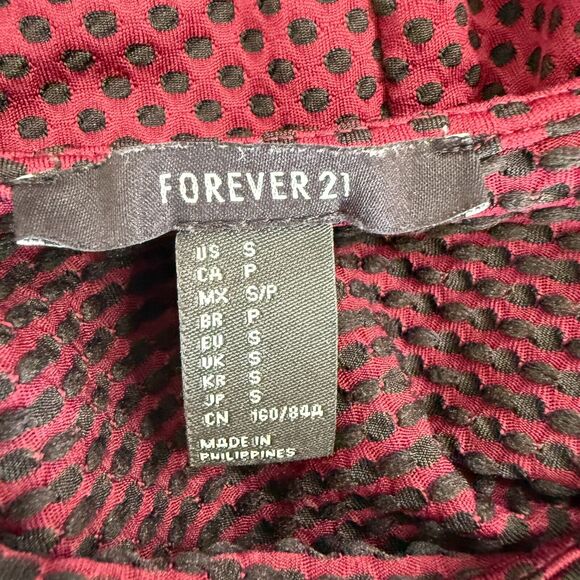 FOREVER 21
US S
CA P
MX S/P
BR P
EU S
UK S
KR S
JP S
CN 160/84A
MADE IN
PHILIPPINES